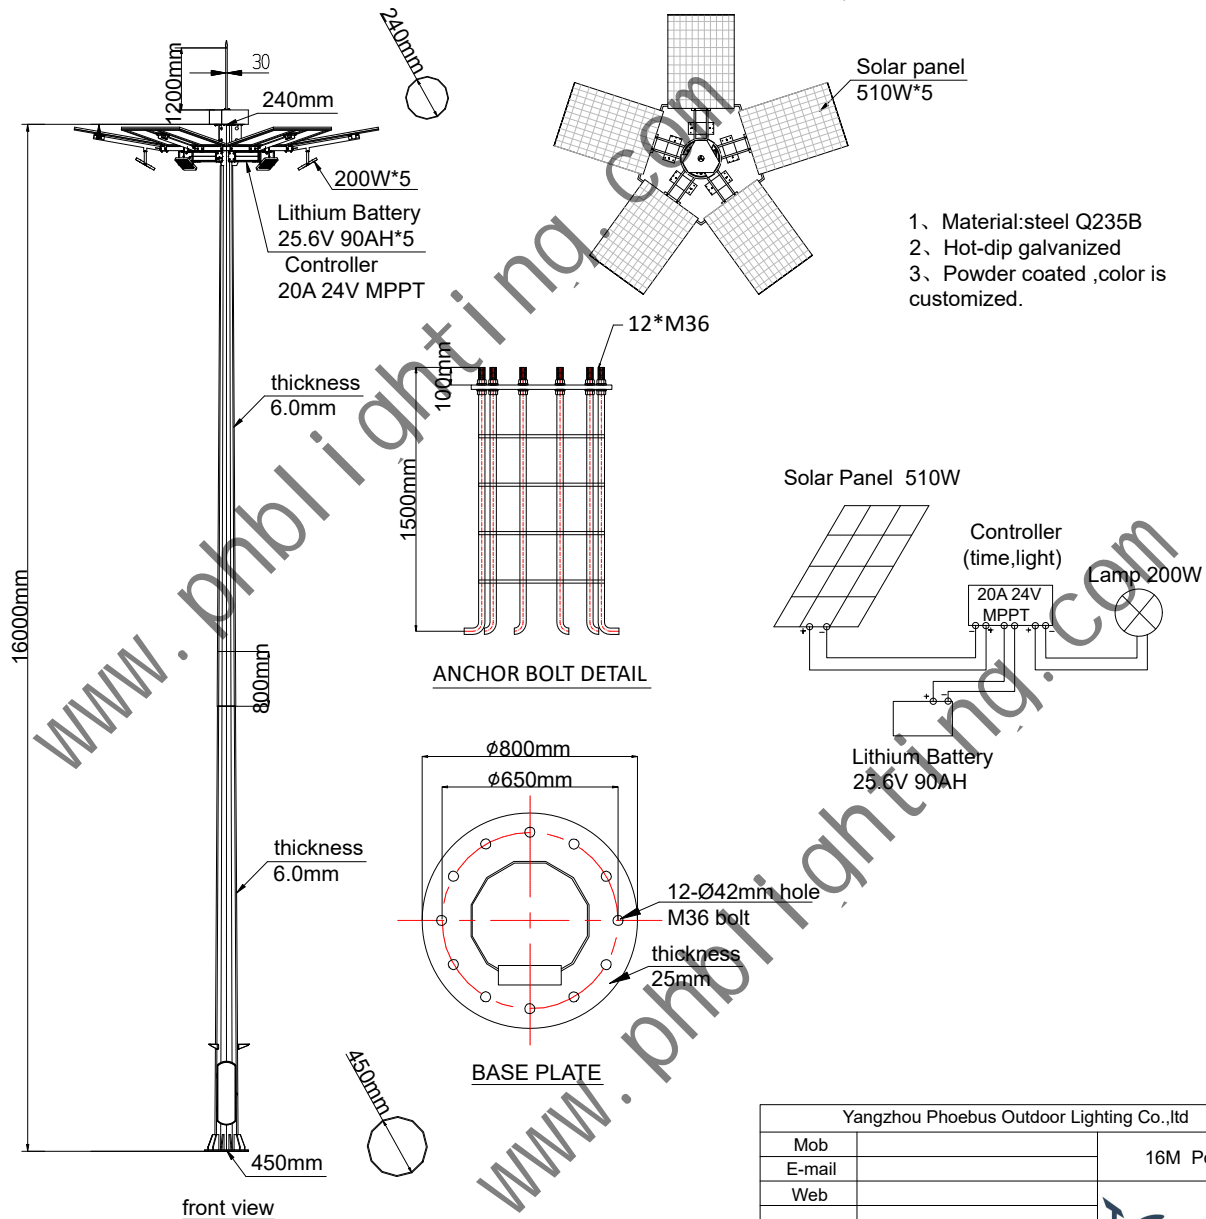 240mm
1200mm
30
240mm
Solar panel
510W*5
200W*5
Lithium Battery
25.6V 90AH*5
Controller
20A 24V MPPT
1、Material:steel Q235B
2、Hot-dip galvanized
3、Powder coated ,color is
customized.
12*M36
100mm
thickness
6.0mm
1500mm
16000mm
800mm
ANCHOR BOLT DETAIL
Solar Panel 510W
Controller
(time,light)
20A 24V
MPPT
Lamp 200W
+ −
− +
+ −
+ −
Lithium Battery
25.6V 90AH
ϕ800mm
ϕ650mm
thickness
6.0mm
12-Ø42mm hole
M36 bolt
thickness
25mm
BASE PLATE
450mm
450mm
front view
Yangzhou Phoebus Outdoor Lighting Co.,ltd
Mob
E-mail
Web
16M
www.phblighting.com
www.phblighting.com